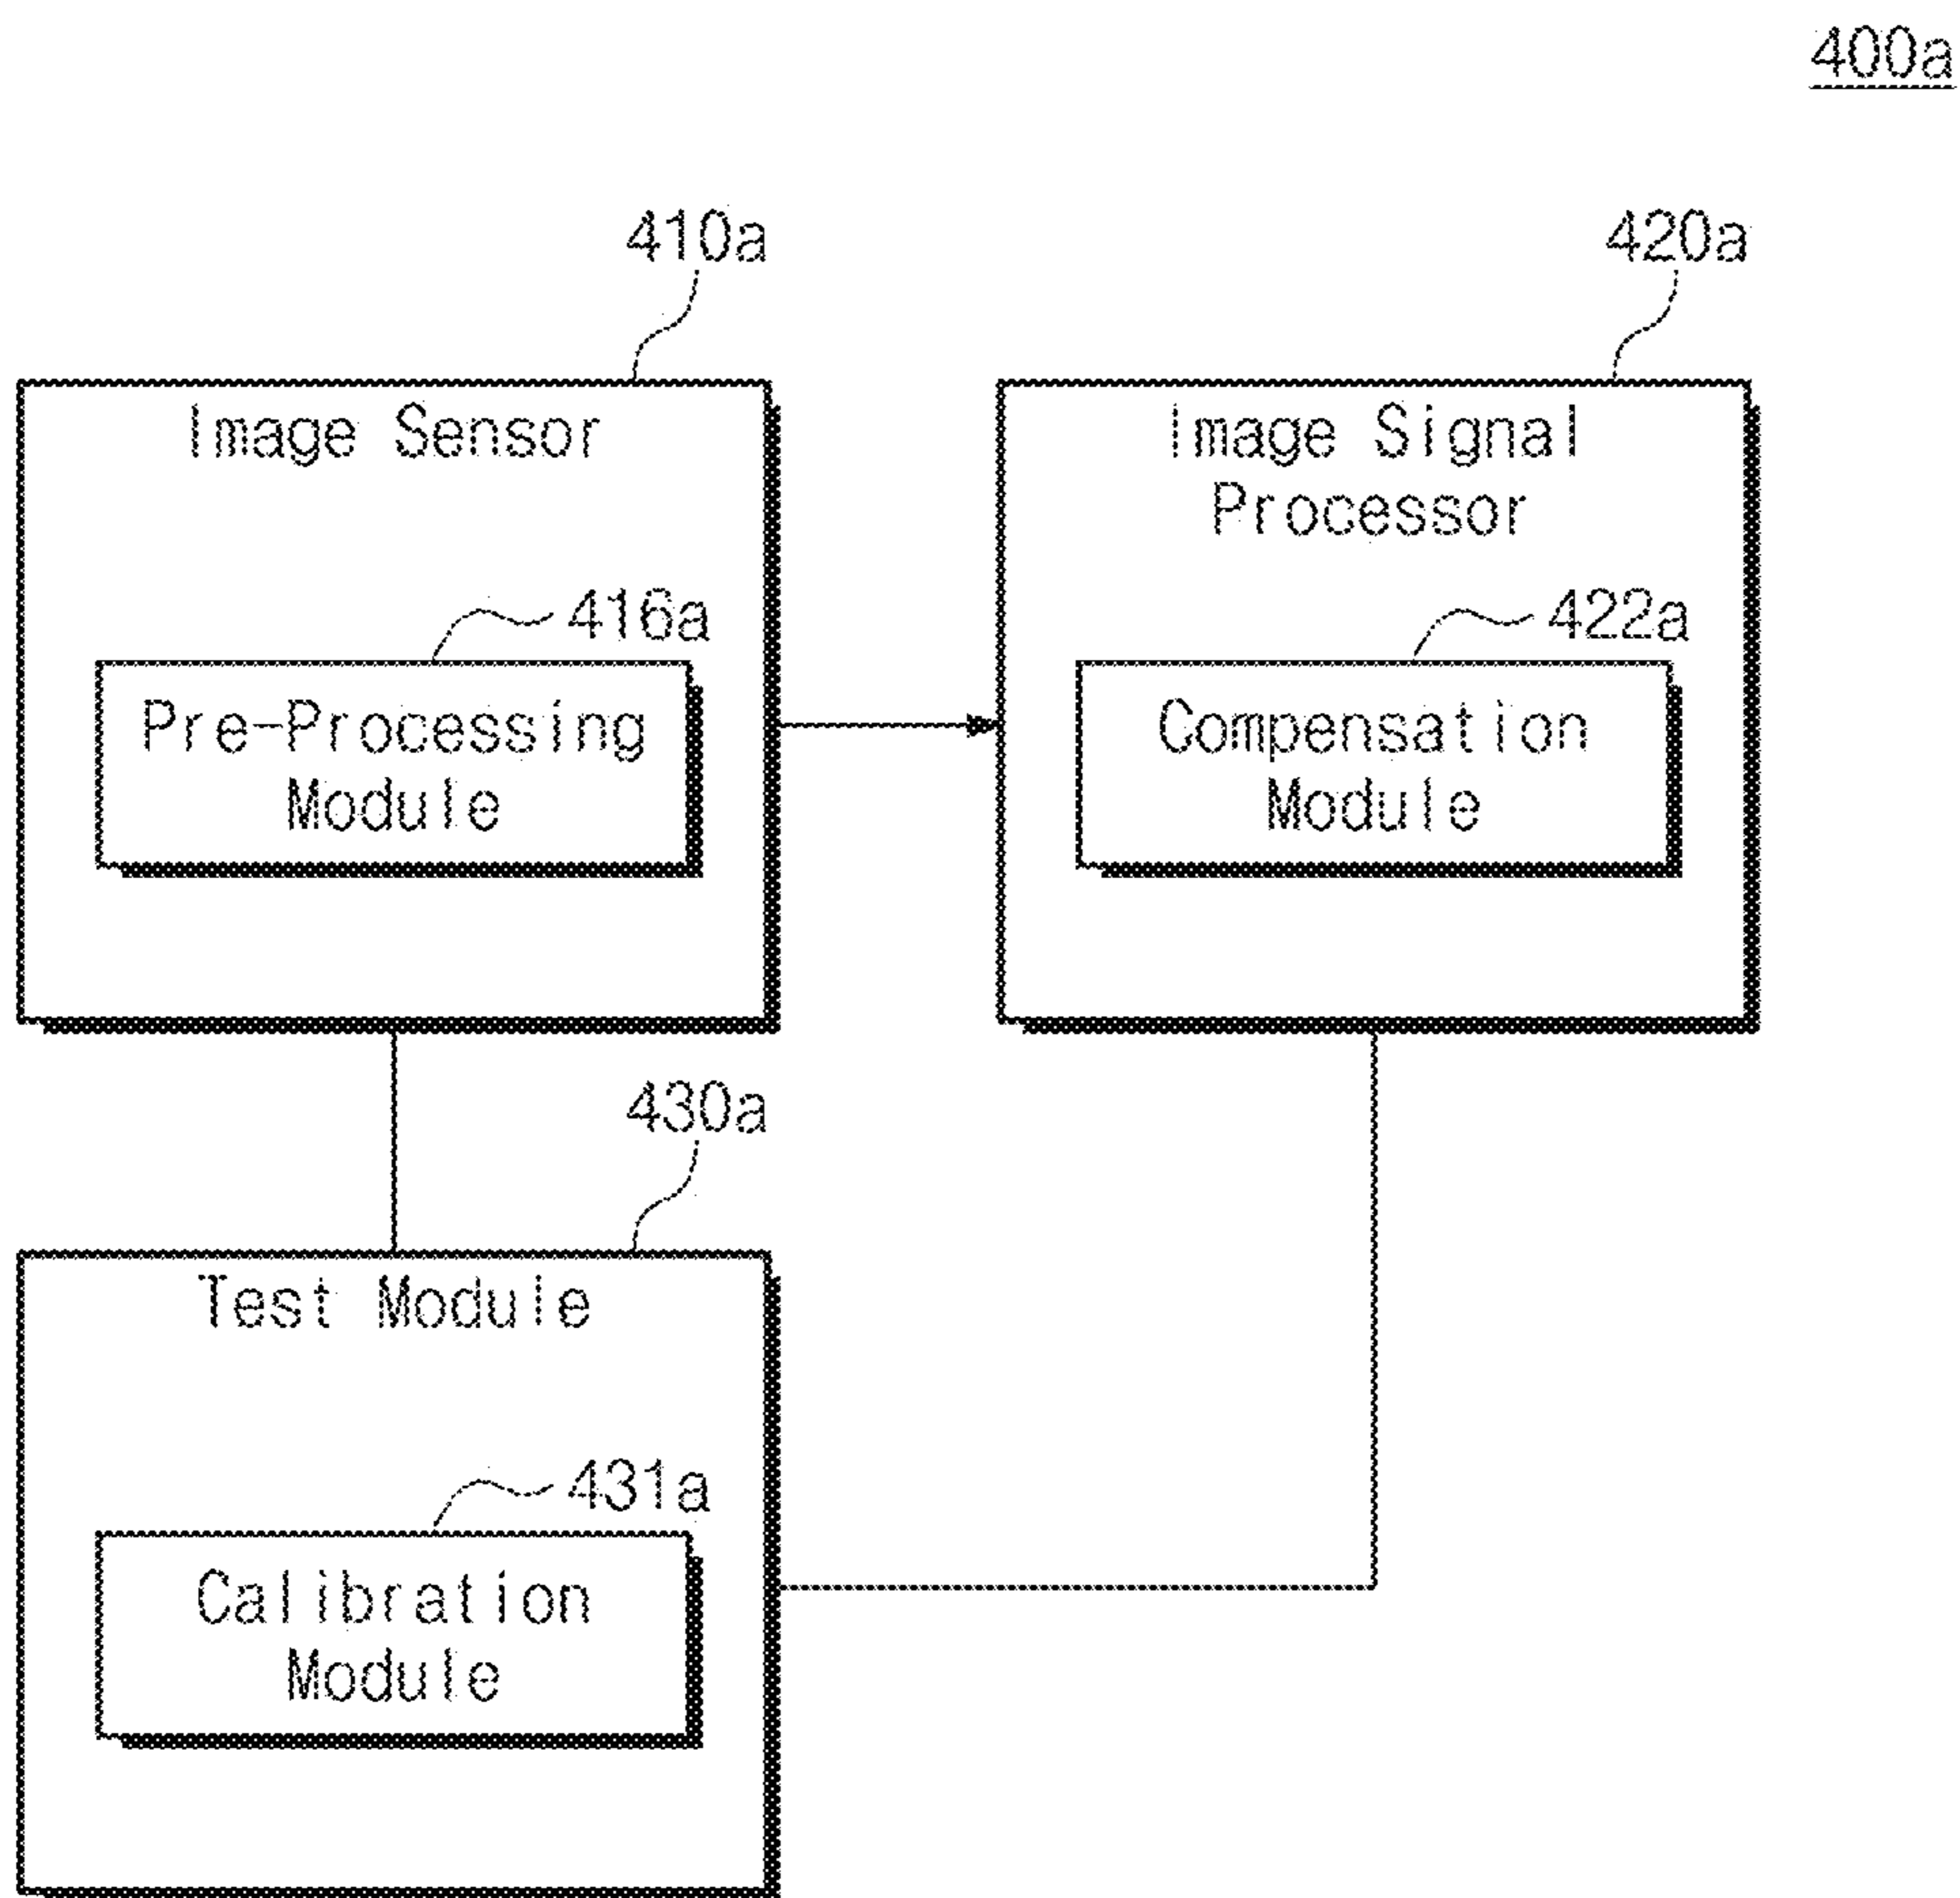 400a
410a
420a
Image Sensor
Image Signal
Processor
416a
422a
Pre-Processing
Module
Compensation
Module
430a
Test Module
431a
Calibration
Module